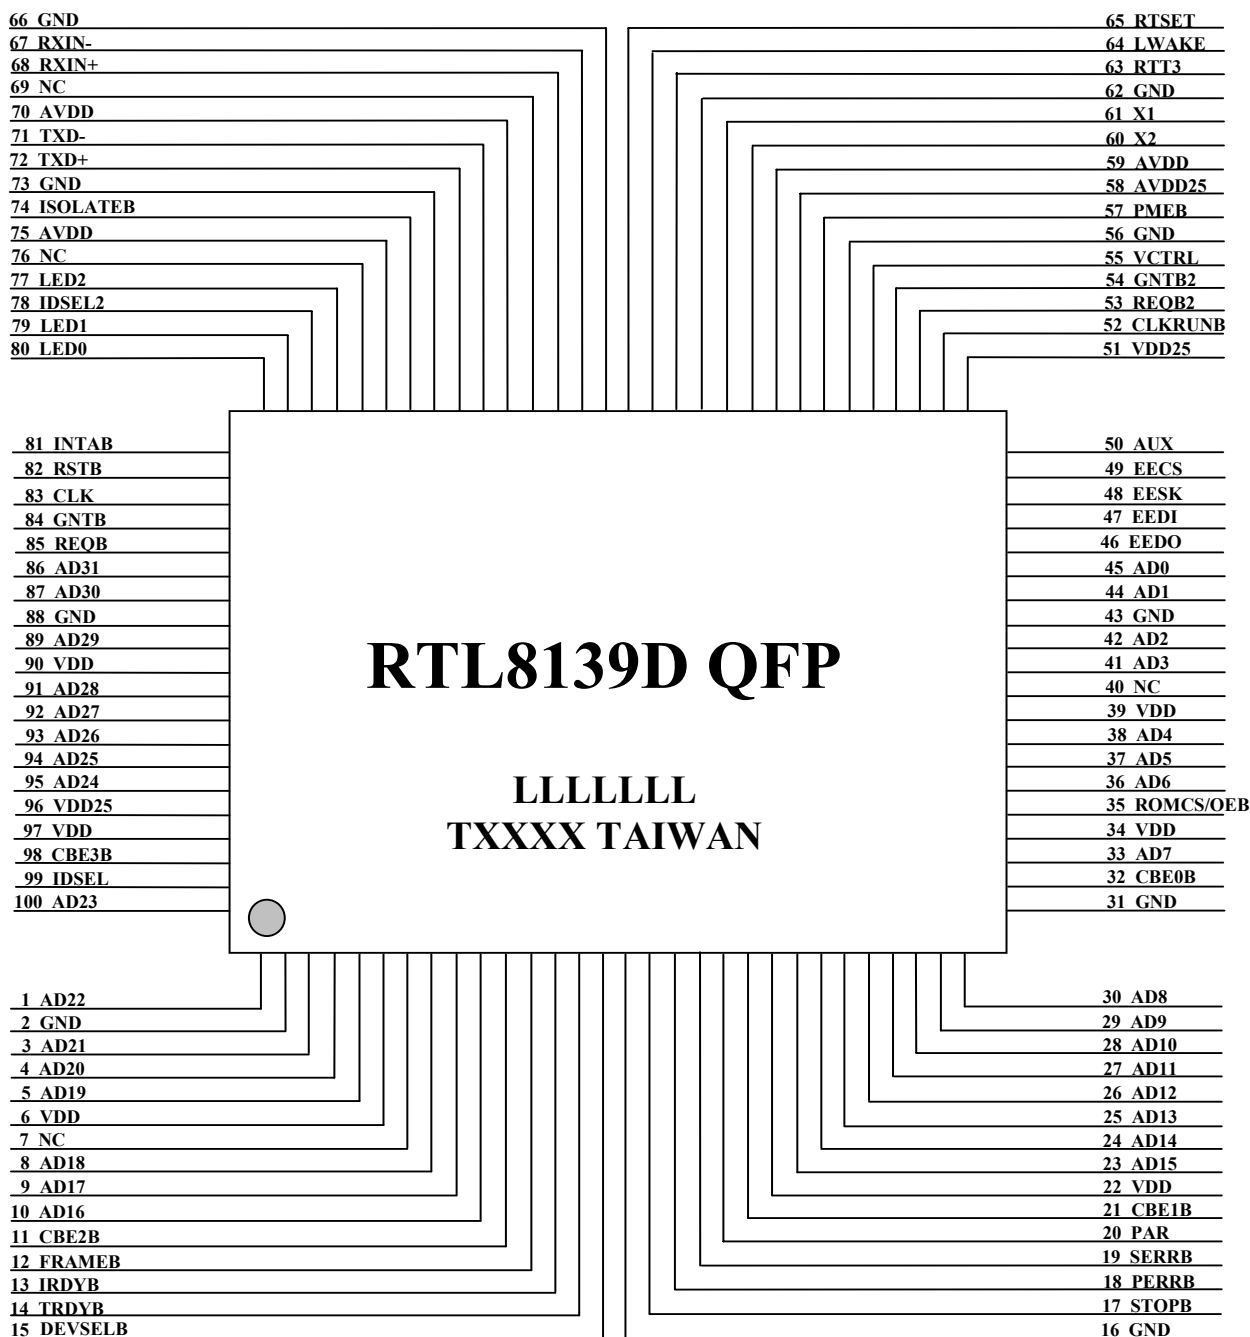 66 GND
67 RXIN-
68 RXIN+
69 NC
70 AVDD
71 TXD-
72 TXD+
73 GND
74 ISOLATEB
75 AVDD
76 NC
77 LED2
78 IDSEL2
79 LED1
80 LED0
65 RTSET
64 LWAKE
63 RTT3
62 GND
61 X1
60 X2
59 AVDD
58 AVDD25
57 PMEB
56 GND
55 VCTRL
54 GNTB2
53 REQB2
52 CLKRUNB
51 VDD25
81 INTAB
82 RSTB
83 CLK
84 GNTB
85 REQB
86 AD31
87 AD30
88 GND
89 AD29
90 VDD
91 AD28
92 AD27
93 AD26
94 AD25
95 AD24
96 VDD25
97 VDD
98 CBE3B
99 IDSEL
100 AD23
RTL8139D QFP
LLLLLLL
TXXXX TAIWAN
50 AUX
49 EECS
48 EESK
47 EEDI
46 EEDO
45 AD0
44 AD1
43 GND
42 AD2
41 AD3
40 NC
39 VDD
38 AD4
37 AD5
36 AD6
35 ROMCS/OEB
34 VDD
33 AD7
32 CBE0B
31 GND
1 AD22
2 GND
3 AD21
4 AD20
5 AD19
6 VDD
7 NC
8 AD18
9 AD17
10 AD16
11 CBE2B
12 FRAMEB
13 IRDYB
14 TRDYB
15 DEVSELB
30 AD8
29 AD9
28 AD10
27 AD11
26 AD12
25 AD13
24 AD14
23 AD15
22 VDD
21 CBE1B
20 PAR
19 SERRB
18 PERRB
17 STOPB
16 GND